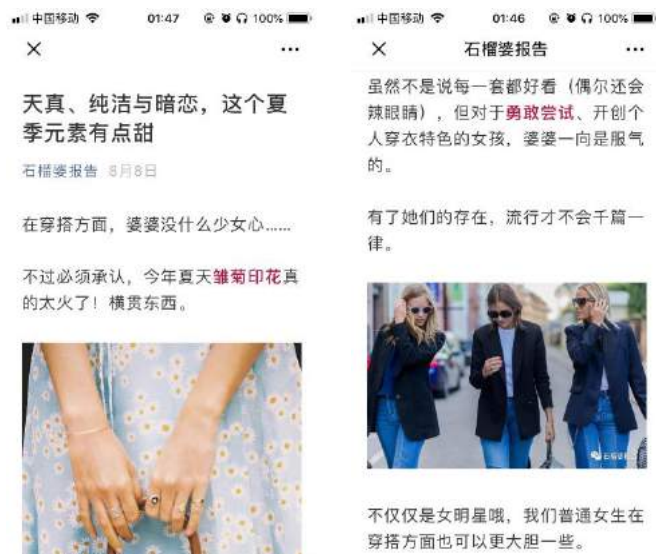 中国移动
01:47
100%
天真、纯洁与暗恋，这个夏
季元素有点甜
石榴婆报告 8月8日
在穿搭方面，婆婆没什么少女心……
不过必须承认，今年夏天雏菊印花真
的太火了！横贯东西。
中国移动
01:46
100%
石榴婆报告
虽然不是说每一套都好看（偶尔还会
辣眼睛），但对于勇敢尝试、开创个
人穿衣特色的女孩，婆婆一向是服气
的。
有了她们的存在，流行才不会千篇一
律。
不仅仅是女明星哦，我们普通女生在
穿搭方面也可以更大胆一些。